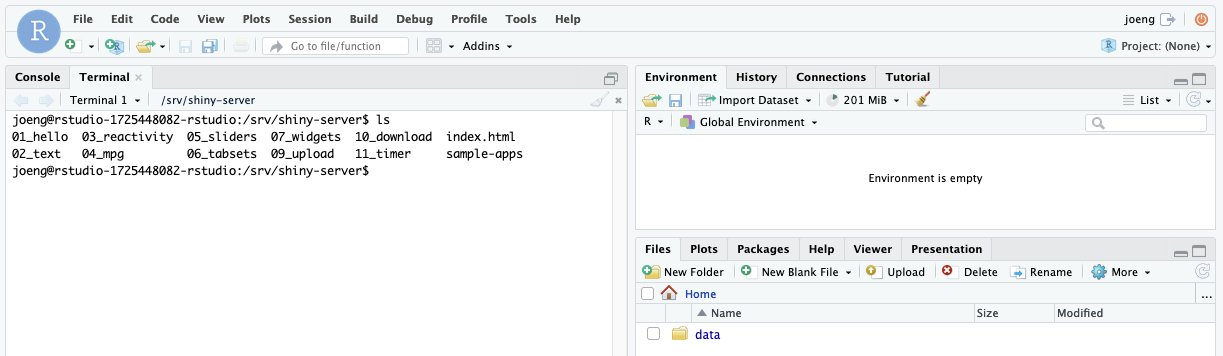 R File Edit Code View Plots Session Build Debug Profile Tools Help joeng
Go to file/function Addins R Project: (None)
Console Terminal
Terminal 1 /srv/shiny-server
joeng@rstudio-1725448082-rstudio:/srv/shiny-server$ ls
01_hello 03_reactivity 05_sliders 07_widgets 10_download index.html
02_text 04_mpg 06_tabsets 09_upload 11_timer sample-apps
joeng@rstudio-1725448082-rstudio:/srv/shiny-server$
Environment History Connections Tutorial
Import Dataset 201 MiB List
R Global Environment
Environment is empty
Files Plots Packages Help Viewer Presentation
New Folder New Blank File Upload Delete Rename More
Home ...
Name Size Modified
data